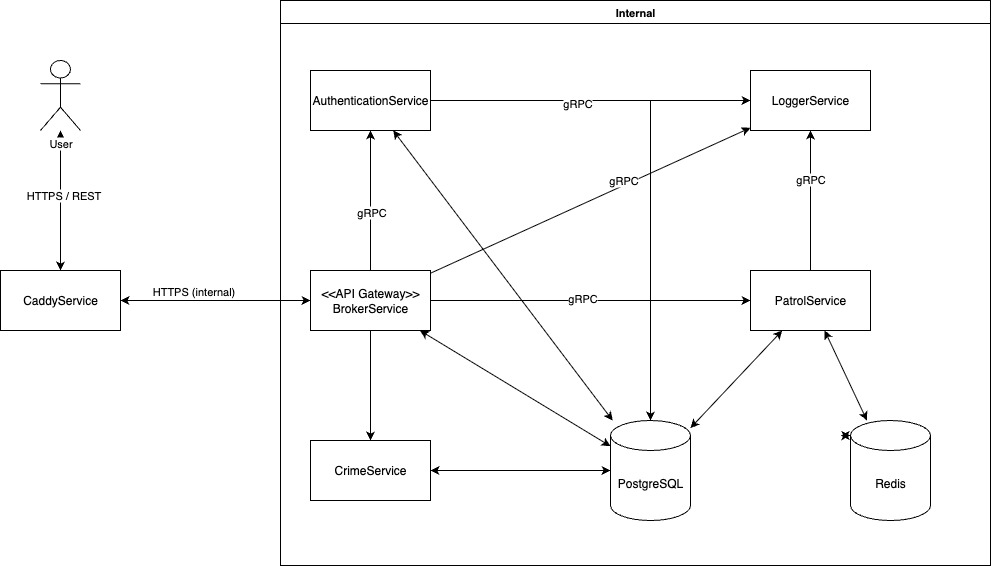 Internal
AuthenticationService
gRPC
LoggerService
User
HTTPS / REST
gRPC
gRPC
gRPC
CaddyService
HTTPS (internal)
<<API Gateway>>
BrokerService
gRPC
PatrolService
CrimeService
PostgreSQL
Redis